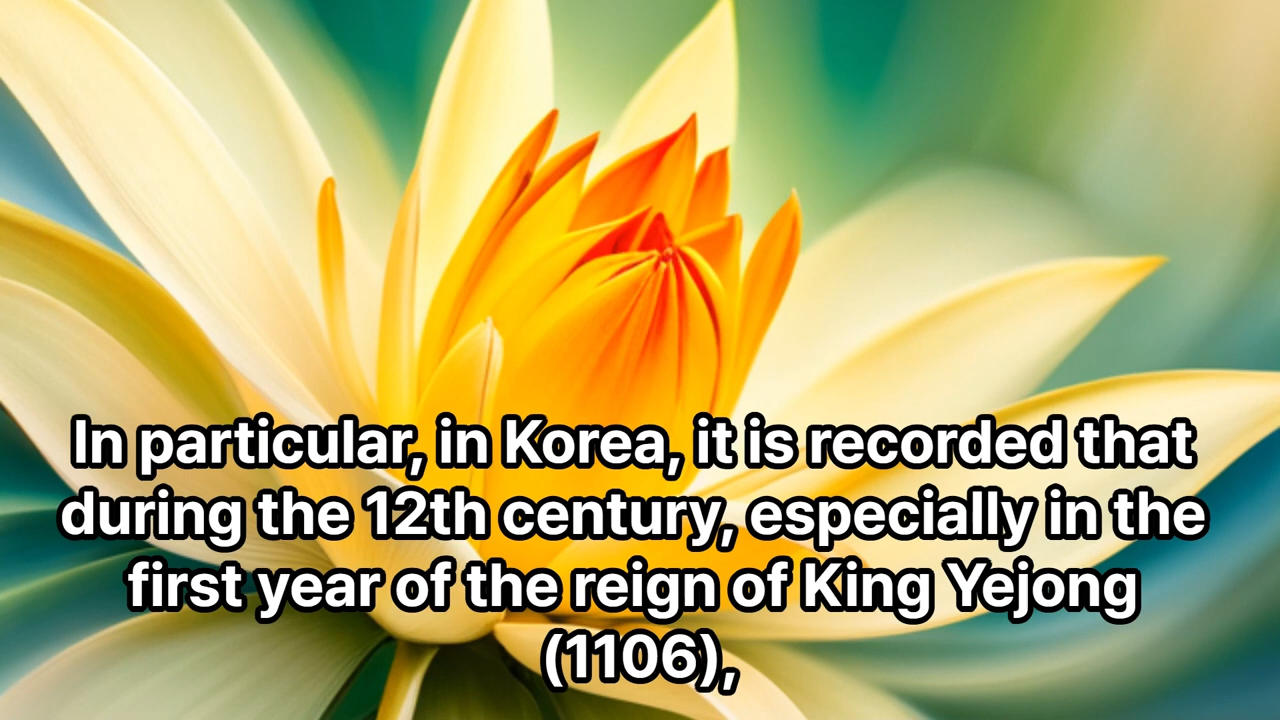 In particular, in Korea, it is recorded that
during the 12th century, especially in the
first year of the reign of King Yejong
(1106),